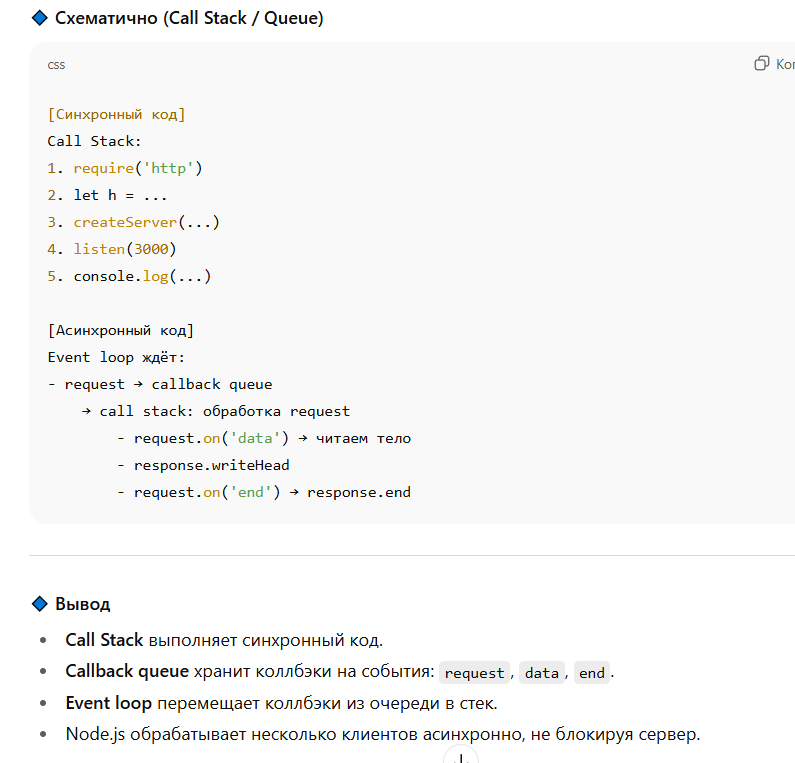 Схематично (Call Stack / Queue)
css
[Синхронный код]
Call Stack:
1. require('http')
2. let h = ...
3. createServer(...)
4. listen(3000)
5. console.log(...)
[Асинхронный код]
Event loop ждёт:
- request → callback queue
→ call stack: обработка request
- request.on('data') → читаем тело
- response.writeHead
- request.on('end') → response.end
Вывод
• Call Stack выполняет синхронный код.
• Callback queue хранит коллбэки на события: request, data, end.
• Event loop перемещает коллбэки из очереди в стек.
• Node.js обрабатывает несколько клиентов асинхронно, не блокируя сервер.